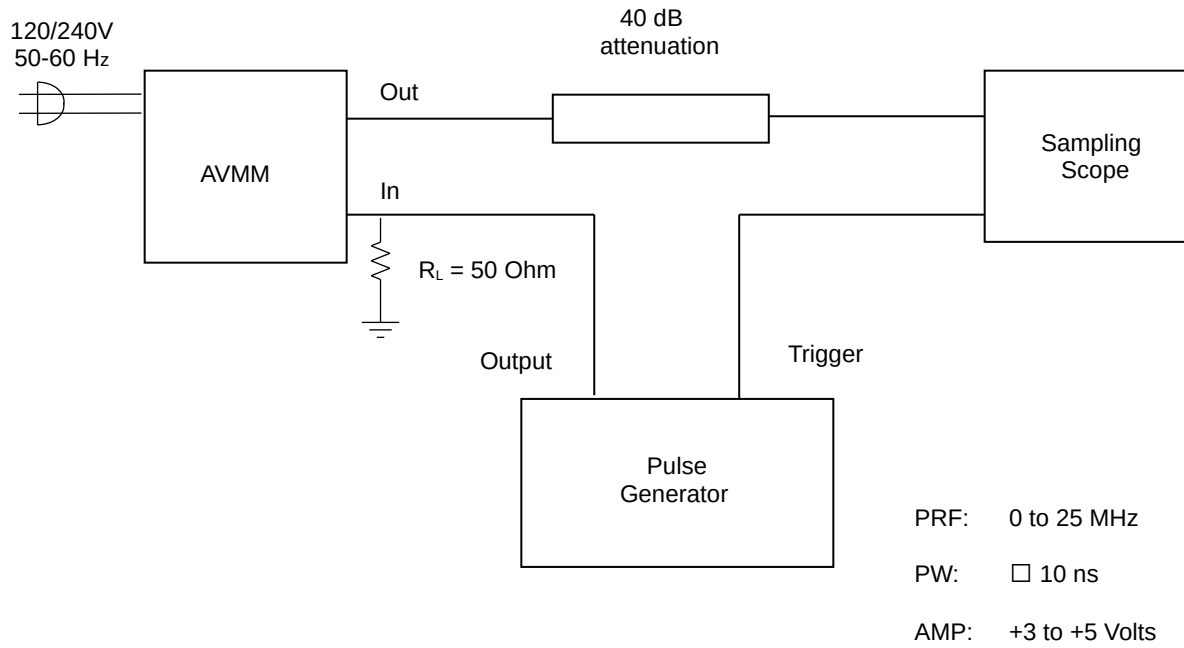 120/240V
50-60 Hz
40 dB
attenuation
Out
AVMM
Sampling
Scope
In
R_L = 50 Ohm
Output
Trigger
Pulse
Generator
PRF: 0 to 25 MHz
PW: □ 10 ns
AMP: +3 to +5 Volts